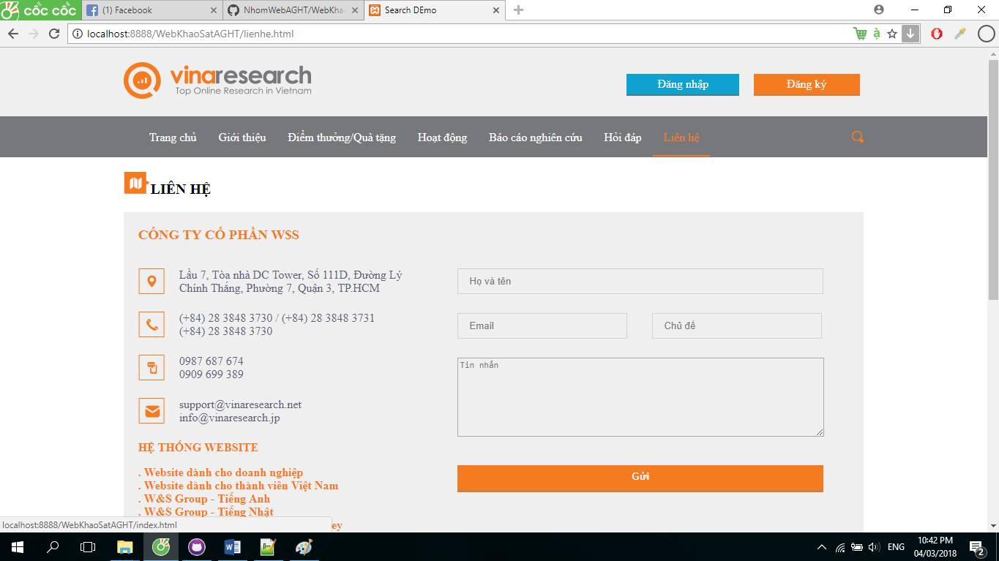 cốc cốc
(1) Facebook
NhomWebAGHT/WebKha
Search DEmo
localhost:8888/WebKhaoSatAGHT/lienhe.html
vinaresearch
Top Online Research in Vietnam
Đăng nhập
Đăng ký
Trang chủ
Giới thiệu
Điểm thưởng/Quà tặng
Hoạt động
Báo cáo nghiên cứu
Hỏi đáp
Liên hệ
LIÊN HỆ
CÔNG TY CỔ PHẦN W$S
Lầu 7, Tòa nhà DC Tower, Số 111D, Đường Lý
Chính Thắng, Phường 7, Quận 3, TP.HCM
(+84) 28 3848 3730 / (+84) 28 3848 3731
(+84) 28 3848 3730
0987 687 674
0909 699 389
support@vinaresearch.net
info@vinaresearch.jp
HỆ THỐNG WEBSITE
. Website dành cho doanh nghiệp
. Website dành cho thành viên Việt Nam
. W&S Group - Tiếng Anh
. W&S Group - Tiếng Nhật
ey
Họ và tên
Email
Chủ đề
Tin nhắn
Gửi
localhost:8888/WebKhaoSatAGHT/index.html
ENG
10:42 PM
04/03/2018
2